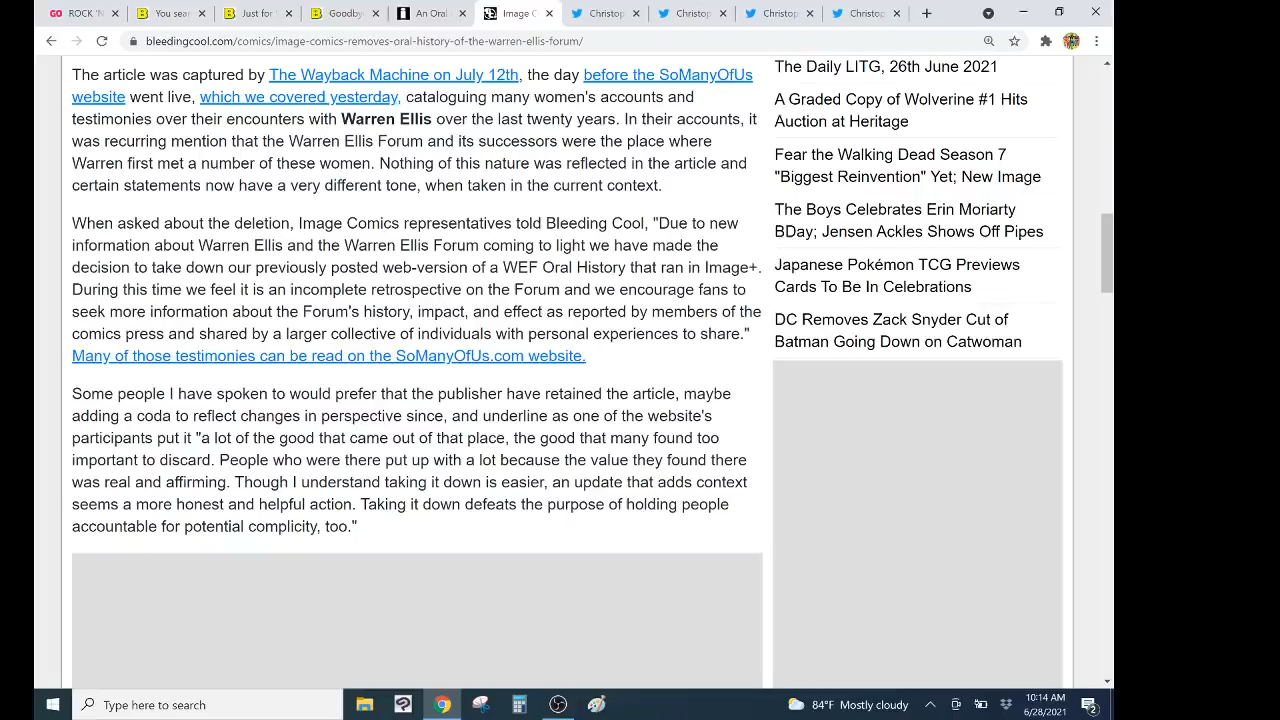 ROCK 'N
You sear
Just for
Goodbye
An Oral
Image C
Christop
Christop
Christop
Christop
bleedingcool.com/comics/image-comics-removes-oral-history-of-the-warren-ellis-forum/
The article was captured by The Wayback Machine on July 12th, the day before the SoManyOfUs
website went live, which we covered yesterday, cataloguing many women's accounts and
testimonies over their encounters with Warren Ellis over the last twenty years. In their accounts, it
was recurring mention that the Warren Ellis Forum and its successors were the place where
Warren first met a number of these women. Nothing of this nature was reflected in the article and
certain statements now have a very different tone, when taken in the current context.
When asked about the deletion, Image Comics representatives told Bleeding Cool, "Due to new
information about Warren Ellis and the Warren Ellis Forum coming to light we have made the
decision to take down our previously posted web-version of a WEF Oral History that ran in Image+.
During this time we feel it is an incomplete retrospective on the Forum and we encourage fans to
seek more information about the Forum's history, impact, and effect as reported by members of the
comics press and shared by a larger collective of individuals with personal experiences to share."
Many of those testimonies can be read on the SoManyOfUs.com website.
Some people I have spoken to would prefer that the publisher have retained the article, maybe
adding a coda to reflect changes in perspective since, and underline as one of the website's
participants put it "a lot of the good that came out of that place, the good that many found too
important to discard. People who were there put up with a lot because the value they found there
was real and affirming. Though I understand taking it down is easier, an update that adds context
seems a more honest and helpful action. Taking it down defeats the purpose of holding people
accountable for potential complicity, too."
The Daily LITG, 26th June 2021
A Graded Copy of Wolverine #1 Hits
Auction at Heritage
Fear the Walking Dead Season 7
"Biggest Reinvention" Yet; New Image
The Boys Celebrates Erin Moriarty
BDay; Jensen Ackles Shows Off Pipes
Japanese Pokémon TCG Previews
Cards To Be In Celebrations
DC Removes Zack Snyder Cut of
Batman Going Down on Catwoman
Type here to search
84°F Mostly cloudy
10:14 AM
6/28/2021
2